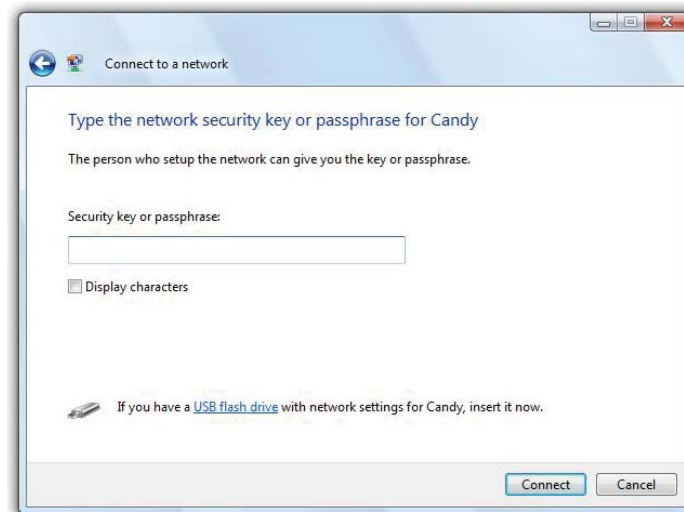 Connect to a network
Type the network security key or passphrase for Candy
The person who setup the network can give you the key or passphrase.
Security key or passphrase:
Display characters
If you have a USB flash drive with network settings for Candy, insert it now.
Connect Cancel